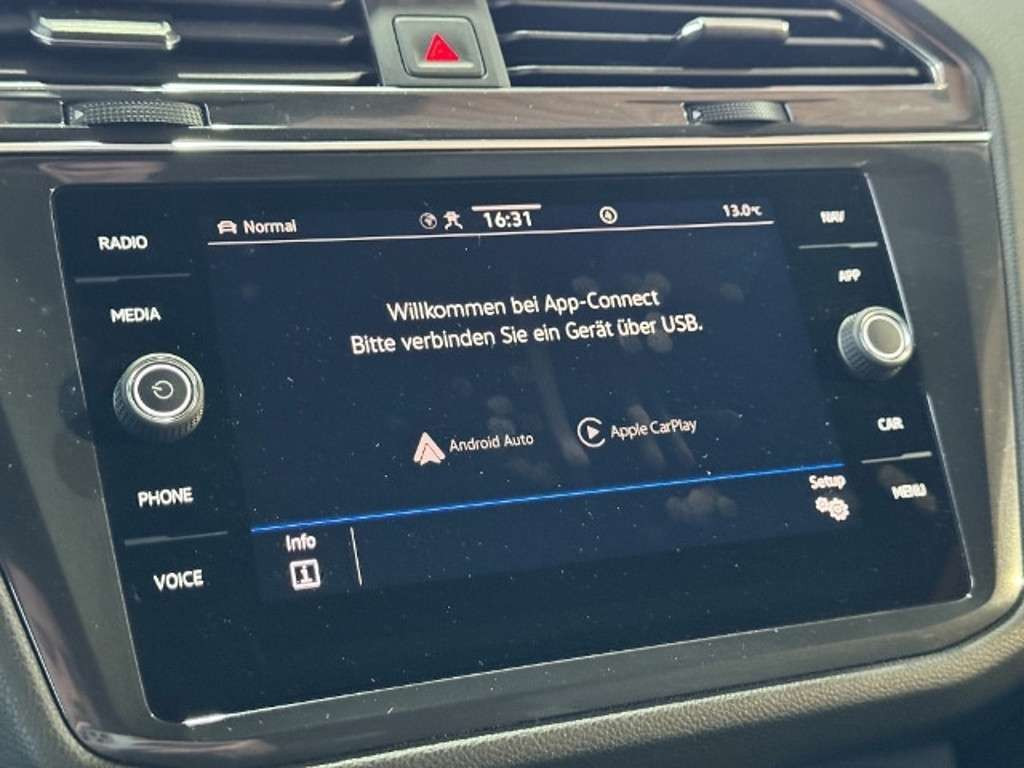 Normal
16:31
13.0°C
RADIO
MEDIA
PHONE
VOICE
Willkommen bei App-Connect
Bitte verbinden Sie ein Gerät über USB.
Android Auto
Apple CarPlay
Info
Setup
NAV
APP
CAR
MENU